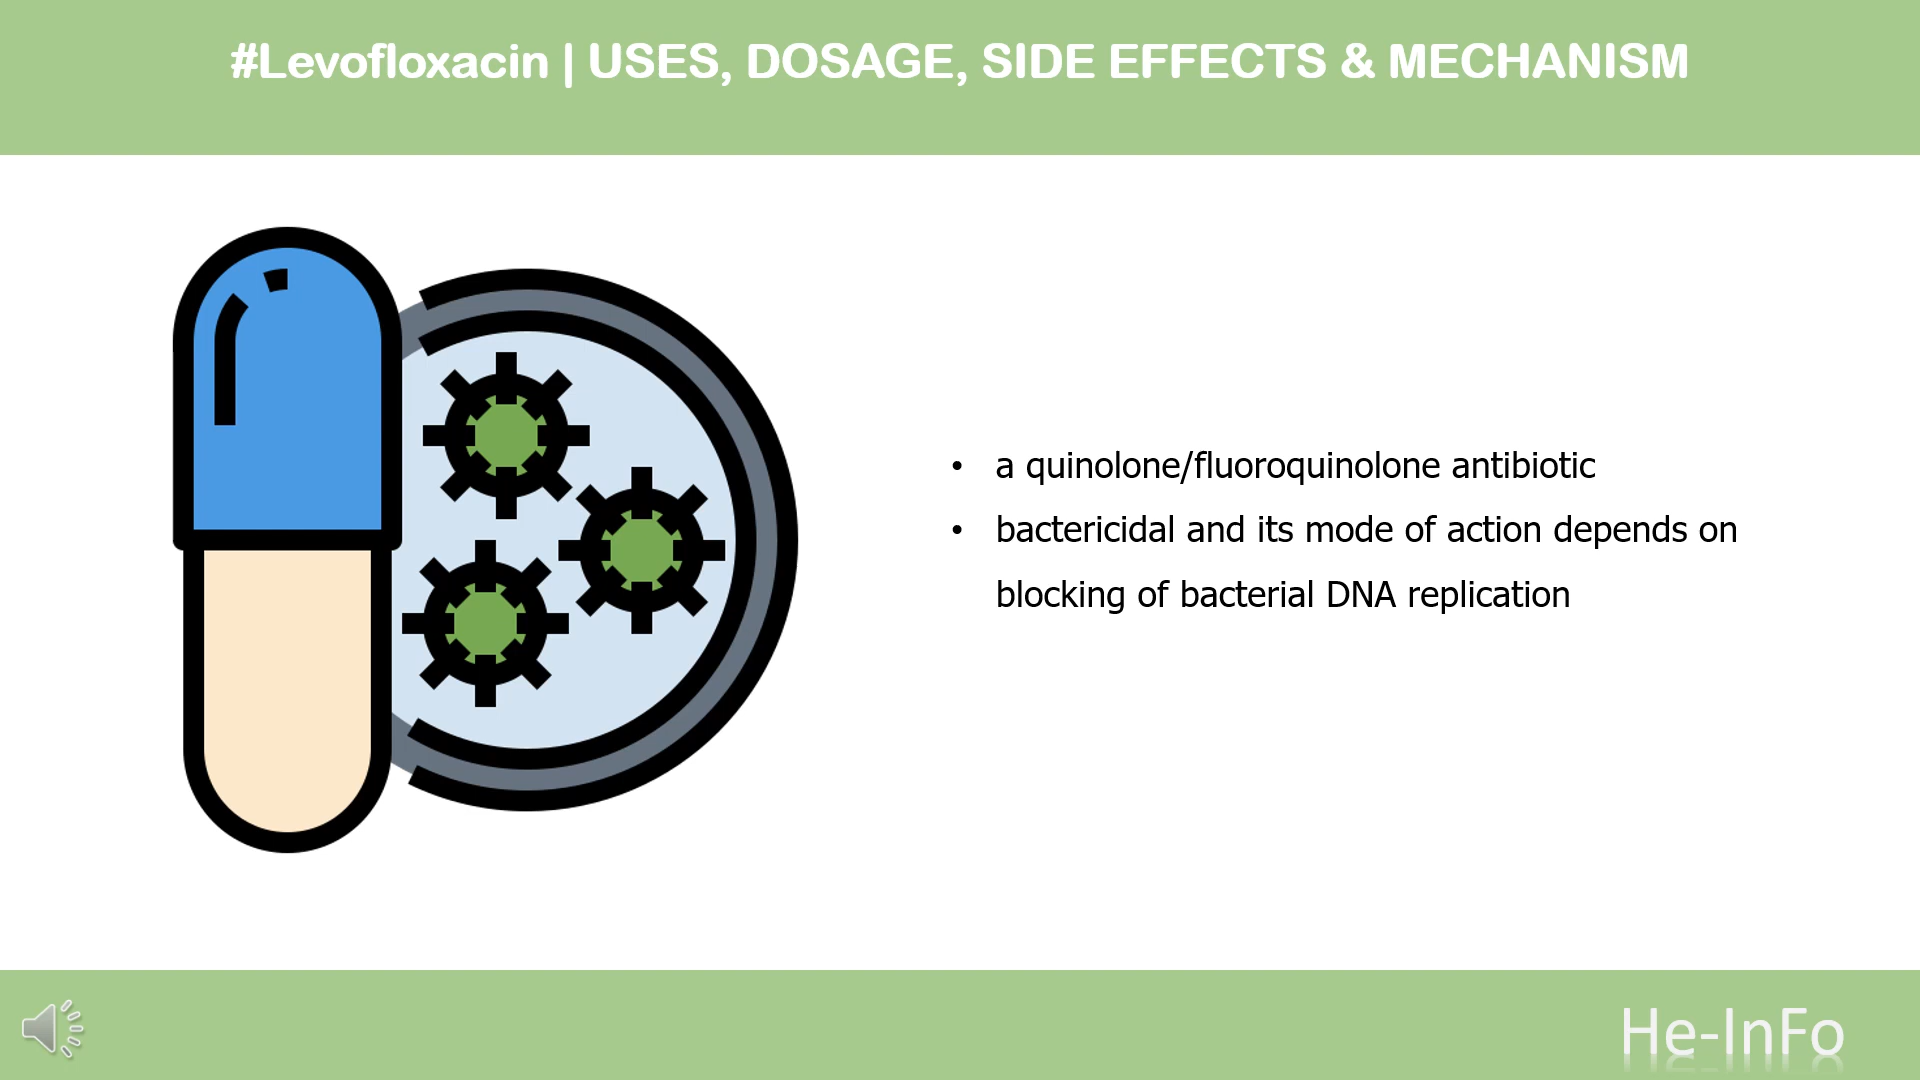 #Levofloxacin | USES, DOSAGE, SIDE EFFECTS & MECHANISM
• a quinolone/fluoroquinolone antibiotic
• bactericidal and its mode of action depends on
blocking of bacterial DNA replication
He-InFo